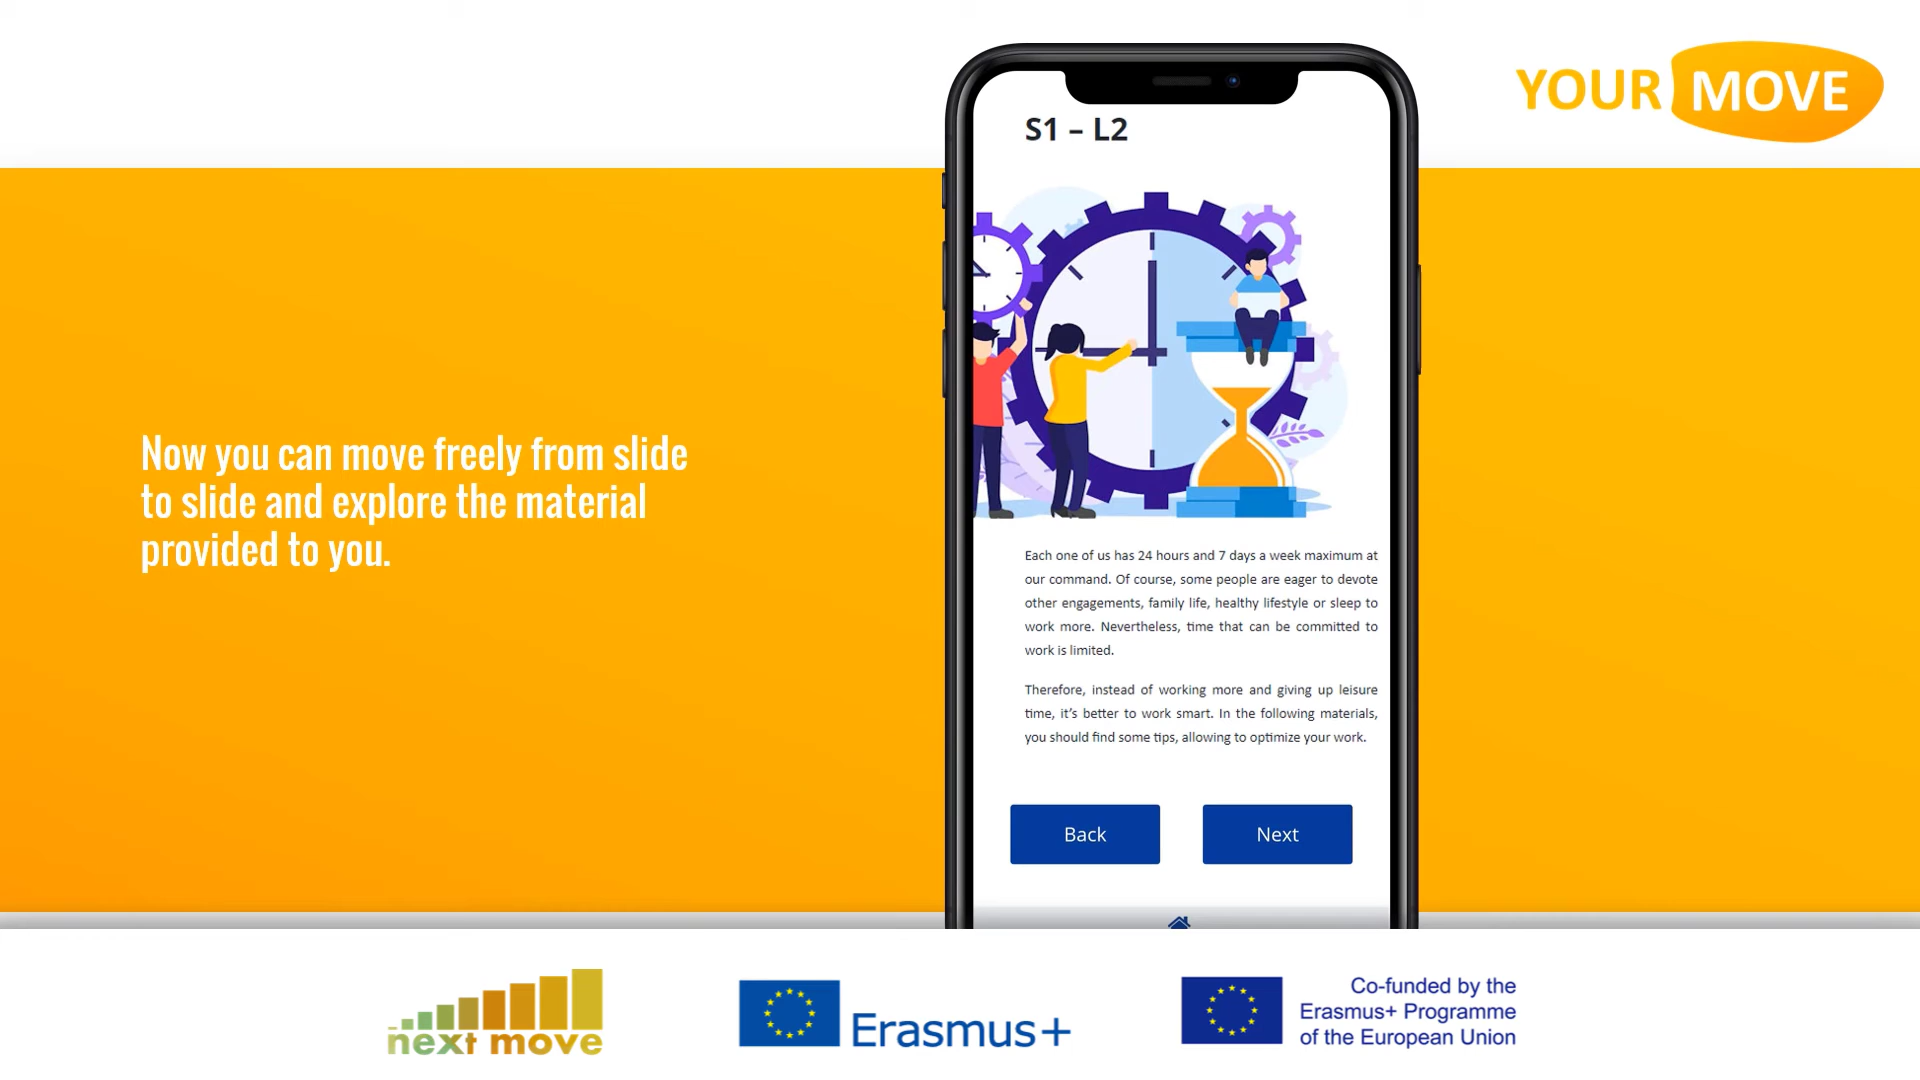 YOUR MOVE
S1 – L2
Now you can move freely from slide
to slide and explore the material
provided to you.
Each one of us has 24 hours and 7 days a week maximum at
our command. Of course, some people are eager to devote
other engagements, family life, healthy lifestyle or sleep to
work more. Nevertheless, time that can be committed to
work is limited.
Therefore, instead of working more and giving up leisure
time, it’s better to work smart. In the following materials,
you should find some tips, allowing to optimize your work.
Back
Next
next move
Erasmus+
Co-funded by the
Erasmus+ Programme
of the European Union